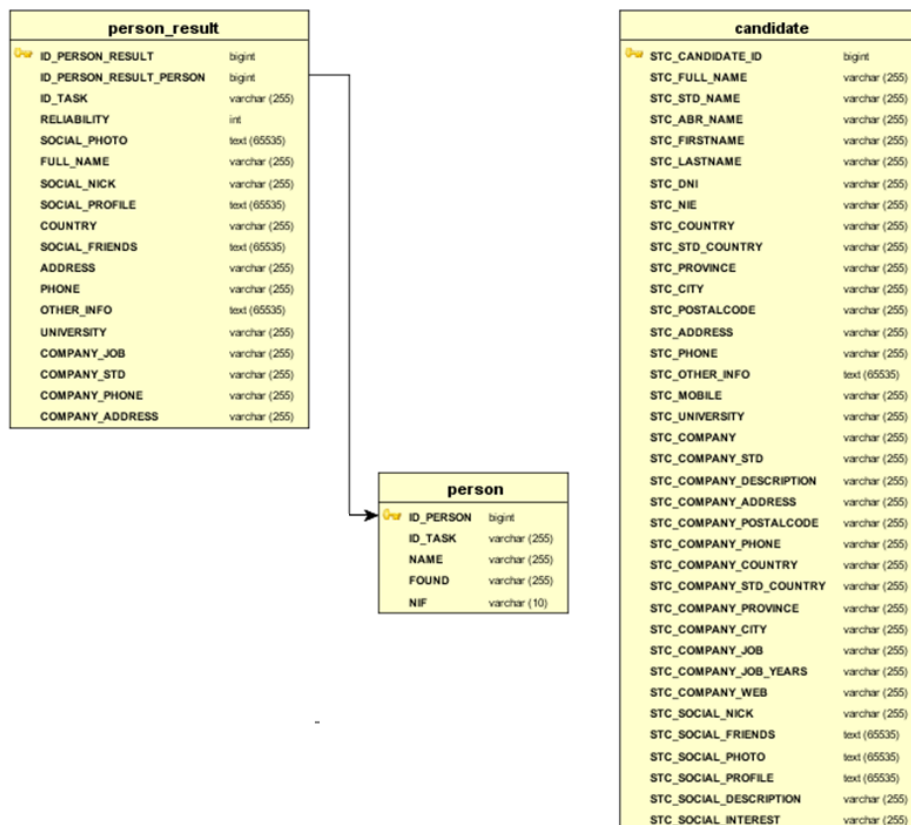 person_result
ID_PERSON_RESULT bigint
ID_PERSON_RESULT_PERSON bigint
ID_TASK varchar (255)
RELIABILITY int
SOCIAL_PHOTO text (65535)
FULL_NAME varchar (255)
SOCIAL_NICK varchar (255)
SOCIAL_PROFILE text (65535)
COUNTRY varchar (255)
SOCIAL_FRIENDS text (65535)
ADDRESS varchar (255)
PHONE varchar (255)
OTHER_INFO text (65535)
UNIVERSITY varchar (255)
COMPANY_JOB varchar (255)
COMPANY_STD varchar (255)
COMPANY_PHONE varchar (255)
COMPANY_ADDRESS varchar (255)
person
ID_PERSON bigint
ID_TASK varchar (255)
NAME varchar (255)
FOUND varchar (255)
NIF varchar (10)
candidate
STC_CANDIDATE_ID bigint
STC_FULL_NAME varchar (255)
STC_STD_NAME varchar (255)
STC_ABR_NAME varchar (255)
STC_FIRSTNAME varchar (255)
STC_LASTNAME varchar (255)
STC_DNI varchar (255)
STC_NIE varchar (255)
STC_COUNTRY varchar (255)
STC_STD_COUNTRY varchar (255)
STC_PROVINCE varchar (255)
STC_CITY varchar (255)
STC_POSTALCODE varchar (255)
STC_ADDRESS varchar (255)
STC_PHONE varchar (255)
STC_OTHER_INFO text (65535)
STC_MOBILE varchar (255)
STC_UNIVERSITY varchar (255)
STC_COMPANY varchar (255)
STC_COMPANY_STD varchar (255)
STC_COMPANY_DESCRIPTION varchar (255)
STC_COMPANY_ADDRESS varchar (255)
STC_COMPANY_POSTALCODE varchar (255)
STC_COMPANY_PHONE varchar (255)
STC_COMPANY_COUNTRY varchar (255)
STC_COMPANY_STD_COUNTRY varchar (255)
STC_COMPANY_PROVINCE varchar (255)
STC_COMPANY_CITY varchar (255)
STC_COMPANY_JOB varchar (255)
STC_COMPANY_JOB_YEARS varchar (255)
STC_COMPANY_WEB varchar (255)
STC_SOCIAL_NICK varchar (255)
STC_SOCIAL_FRIENDS text (65535)
STC_SOCIAL_PHOTO text (65535)
STC_SOCIAL_PROFILE text (65535)
STC_SOCIAL_DESCRIPTION varchar (255)
STC_SOCIAL_INTEREST varchar (255)